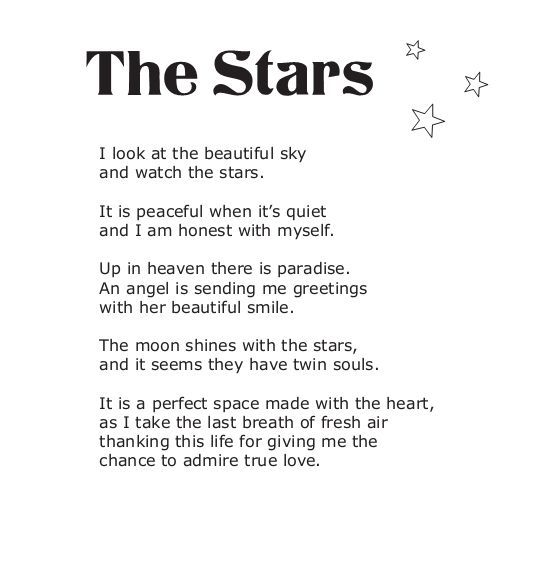 The Stars
I look at the beautiful sky
and watch the stars.
It is peaceful when it’s quiet
and I am honest with myself.
Up in heaven there is paradise.
An angel is sending me greetings
with her beautiful smile.
The moon shines with the stars,
and it seems they have twin souls.
It is a perfect space made with the heart,
as I take the last breath of fresh air
thanking this life for giving me the
chance to admire true love.